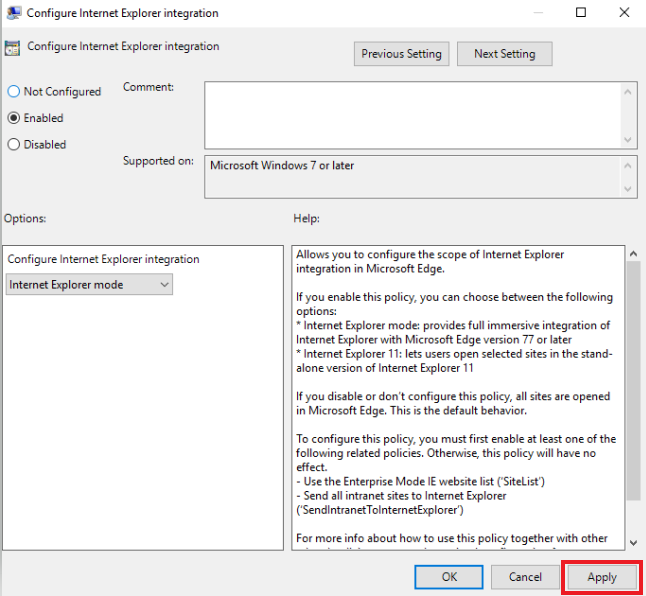 Configure Internet Explorer integration
Configure Internet Explorer integration
Previous Setting
Next Setting
Not Configured
Enabled
Disabled
Comment:
Supported on:
Microsoft Windows 7 or later
Options:
Help:
Configure Internet Explorer integration
Internet Explorer mode
Allows you to configure the scope of Internet Explorer
integration in Microsoft Edge.
If you enable this policy, you can choose between the following
options:
* Internet Explorer mode: provides full immersive integration of
Internet Explorer with Microsoft Edge version 77 or later
* Internet Explorer 11: lets users open selected sites in the stand-
alone version of Internet Explorer 11
If you disable or don't configure this policy, all sites are opened
in Microsoft Edge. This is the default behavior.
To configure this policy, you must first enable at least one of the
following related policies. Otherwise, this policy will have no
effect.
- Use the Enterprise Mode IE website list ('SiteList')
- Send all intranet sites to Internet Explorer
('SendIntranetToInternetExplorer')
For more info about how to use this policy together with other
OK
Cancel
Apply